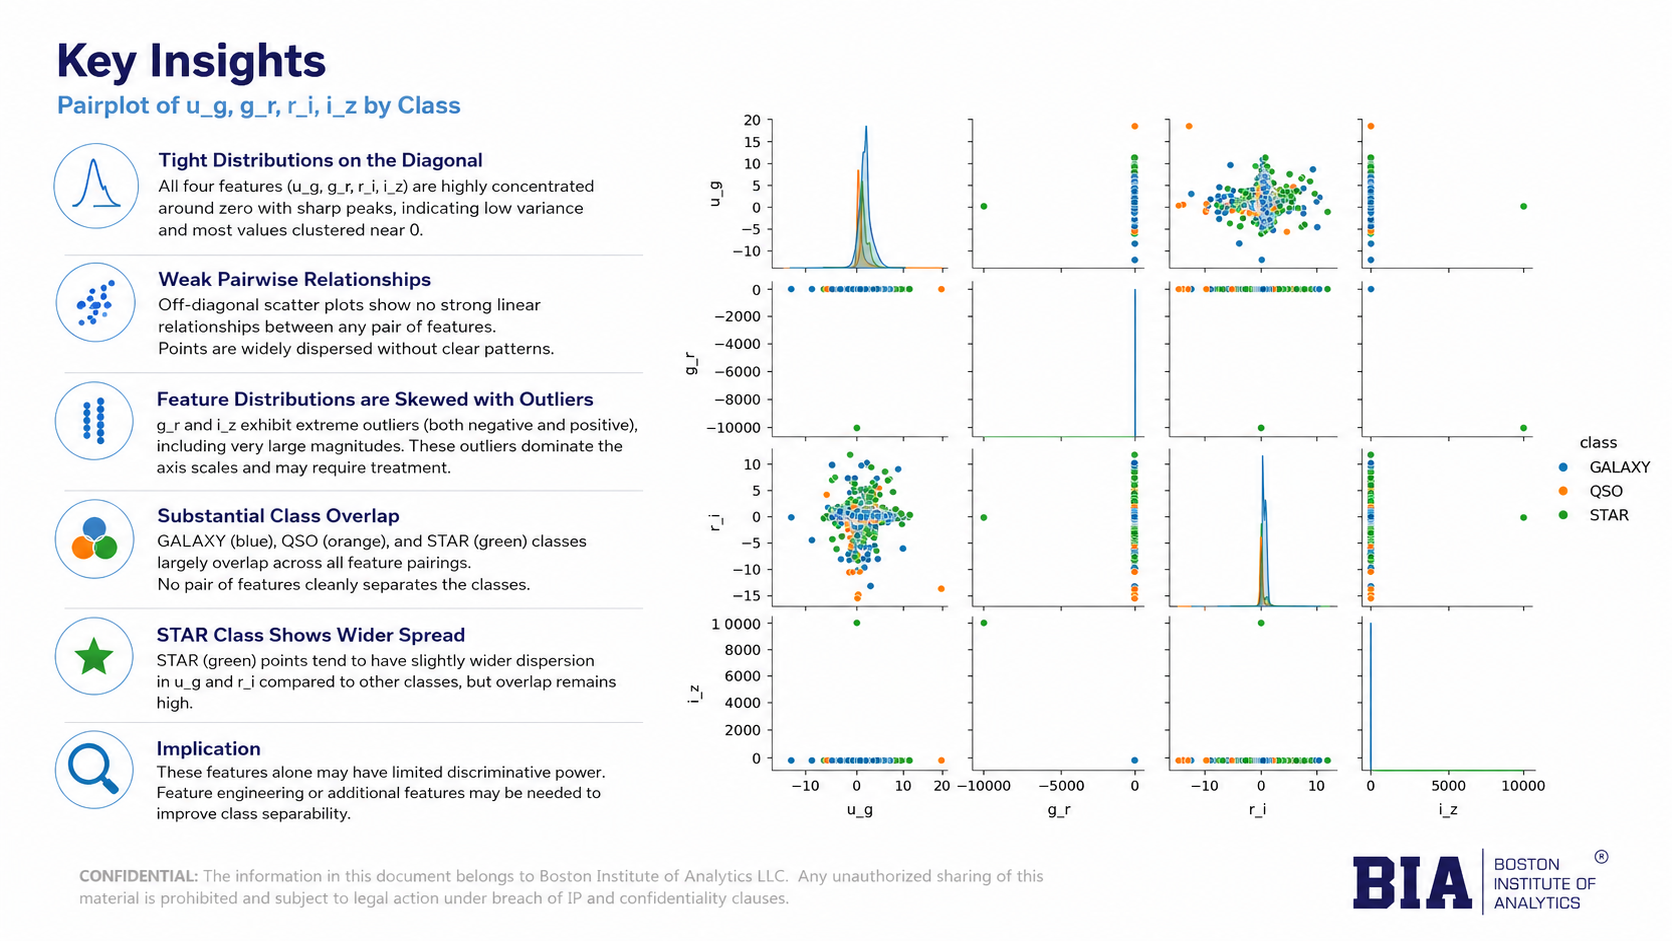 Key Insights
Pairplot of u_g, g_r, r_i, i_z by Class
Tight Distributions on the Diagonal
All four features (u_g, g_r, r_i, i_z) are highly concentrated
around zero with sharp peaks, indicating low variance
and most values clustered near 0.
Weak Pairwise Relationships
Off-diagonal scatter plots show no strong linear
relationships between any pair of features.
Points are widely dispersed without clear patterns.
Feature Distributions are Skewed with Outliers
g_r and i_z exhibit extreme outliers (both negative and positive),
including very large magnitudes. These outliers dominate the
axis scales and may require treatment.
Substantial Class Overlap
GALAXY (blue), QSO (orange), and STAR (green) classes
largely overlap across all feature pairings.
No pair of features cleanly separates the classes.
STAR Class Shows Wider Spread
STAR (green) points tend to have slightly wider dispersion
in u_g and r_i compared to other classes, but overlap remains
high.
Implication
These features alone may have limited discriminative power.
Feature engineering or additional features may be needed to
improve class separability.
20
15
10
5
0
−5
−10
u_g
0
−2000
−4000
−6000
−8000
−10000
g_r
10
5
0
−5
−10
−15
r_i
10000
8000
6000
4000
2000
0
i_z
−10 0 10 20
u_g
−10000 −5000 0
g_r
−10 0 10
r_i
0 5000 10000
i_z
class
GALAXY
QSO
STAR
CONFIDENTIAL: The information in this document belongs to Boston Institute of Analytics LLC. Any unauthorized sharing of this
material is prohibited and subject to legal action under breach of IP and confidentiality clauses.
BIA
BOSTON
INSTITUTE OF
ANALYTICS
®